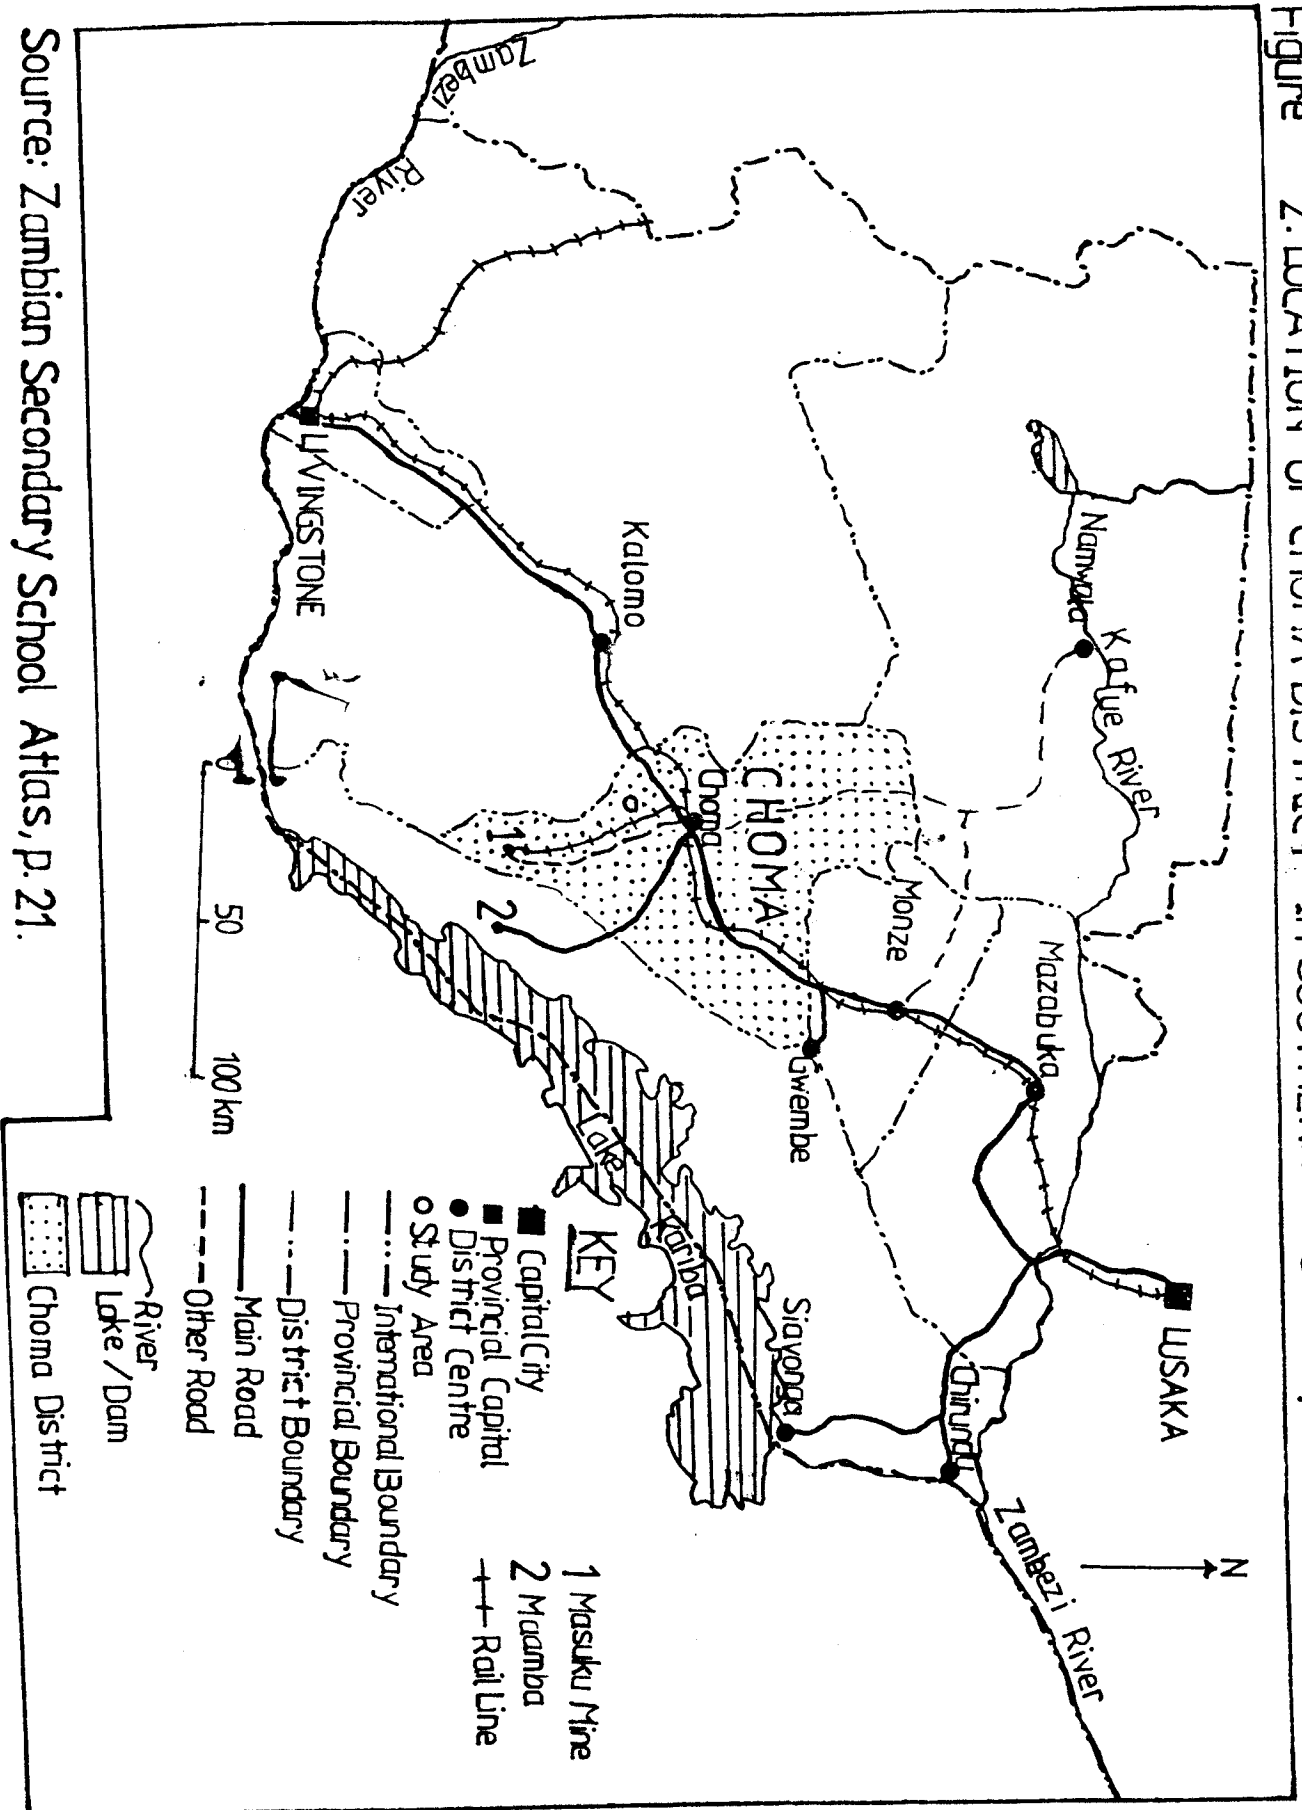 Figure 2: LOCATION OF CHOMA DISTRICT IN SOUTHERN
LUSAKA
N
Namwala
Kafue River
Mazabuka
Monze
Chirundu
Zambezi River
Gwembe
Siavonga
CHOMA
Choma
Kalomo
1
2
Lake Kariba
Zambezi River
LIVINGSTONE
0 50 100 km
KEY
Capital City
Provincial Capital
District Centre
Study Area
International Boundary
Provincial Boundary
District Boundary
Main Road
Other Road
River
Lake / Dam
Choma District
1 Masuku Mine
2 Maamba
Rail Line
Source: Zambian Secondary School Atlas, p. 21.